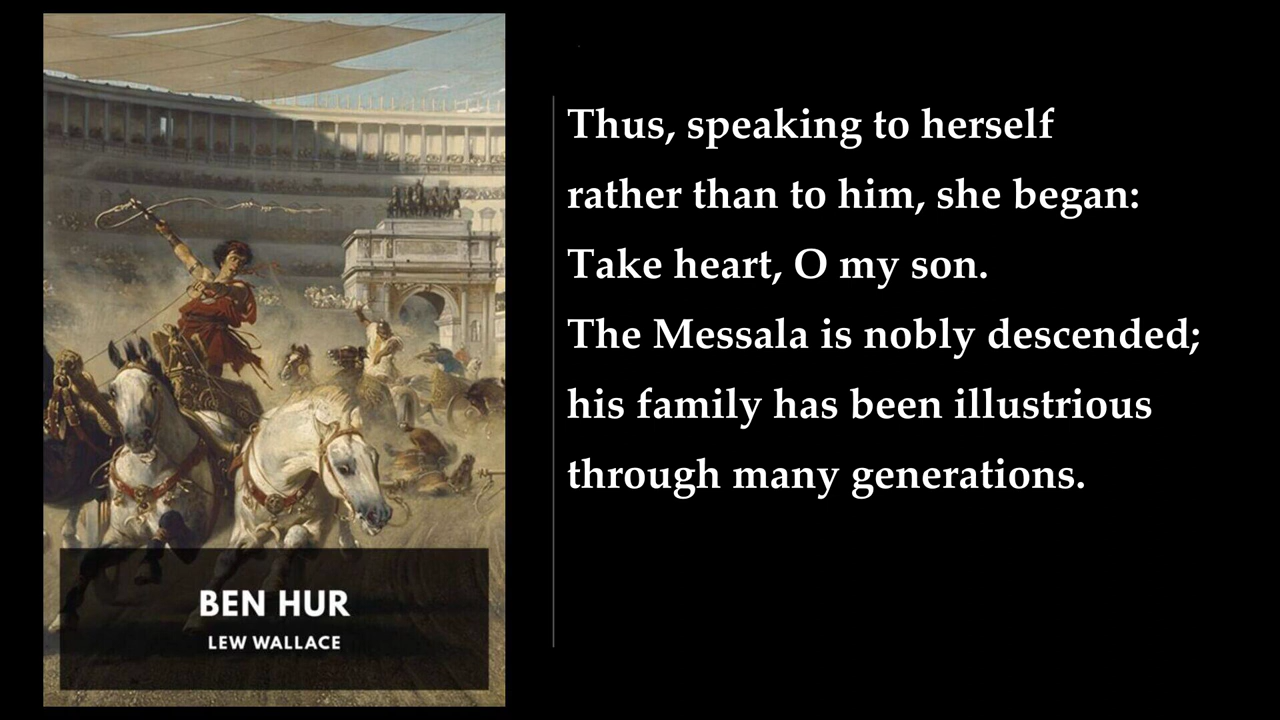 BEN HUR
LEW WALLACE
Thus, speaking to herself
rather than to him, she began:
Take heart, O my son.
The Messala is nobly descended;
his family has been illustrious
through many generations.